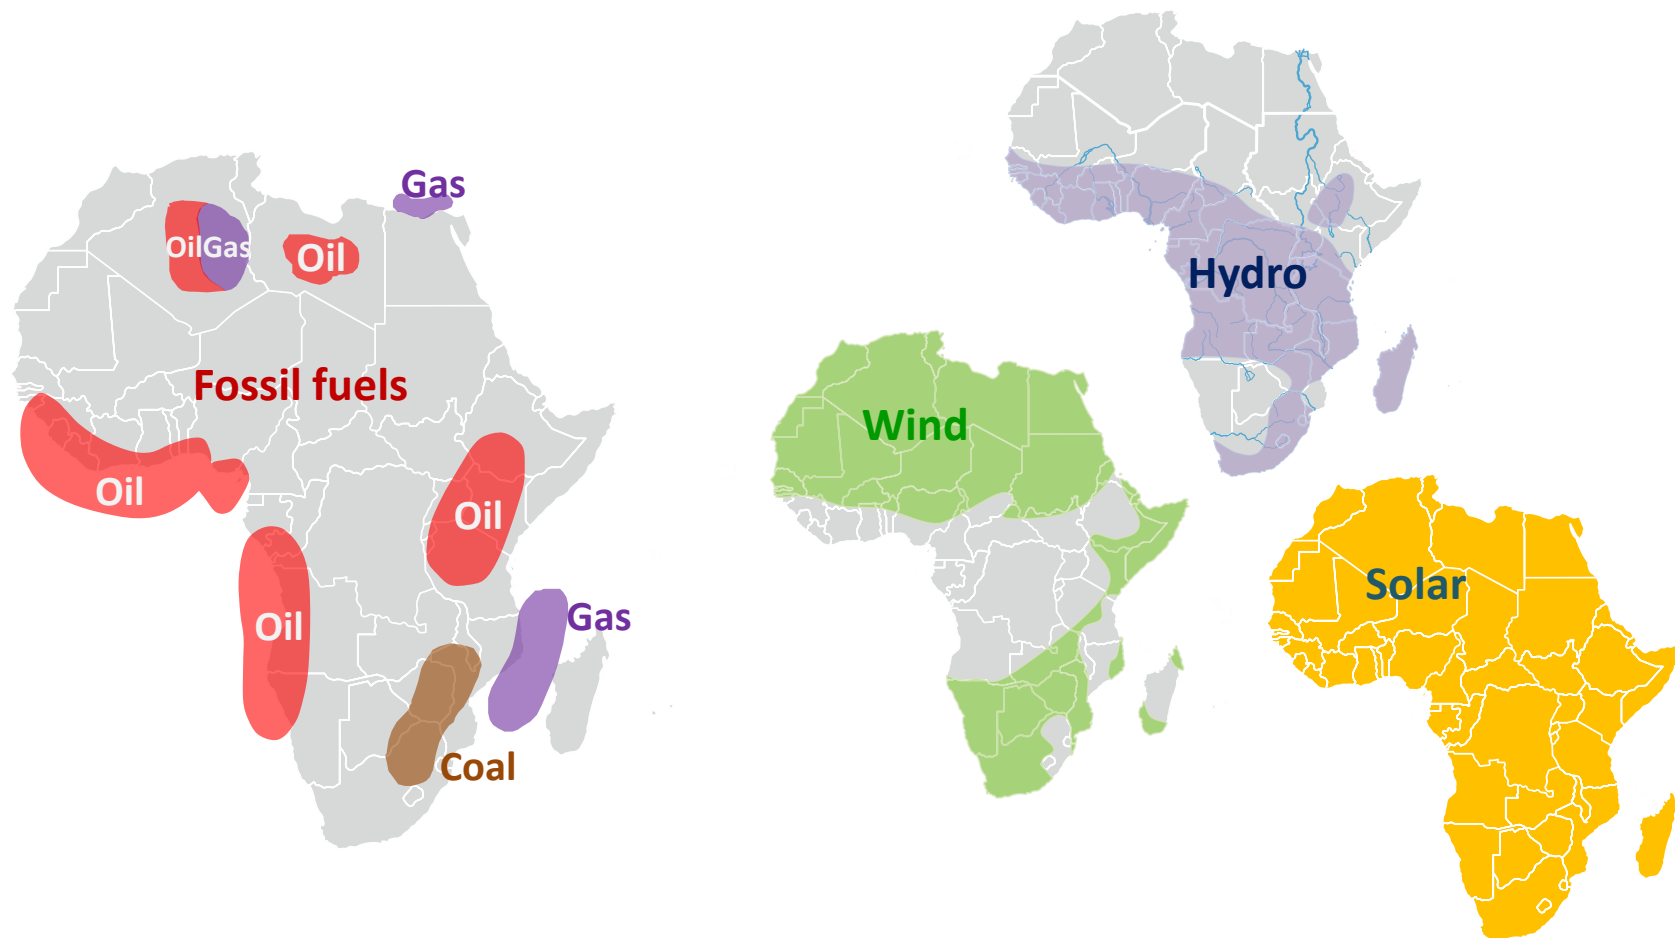 Gas
OilGas
Oil
Fossil fuels
Oil
Oil
Oil
Gas
Coal
Hydro
Wind
Solar